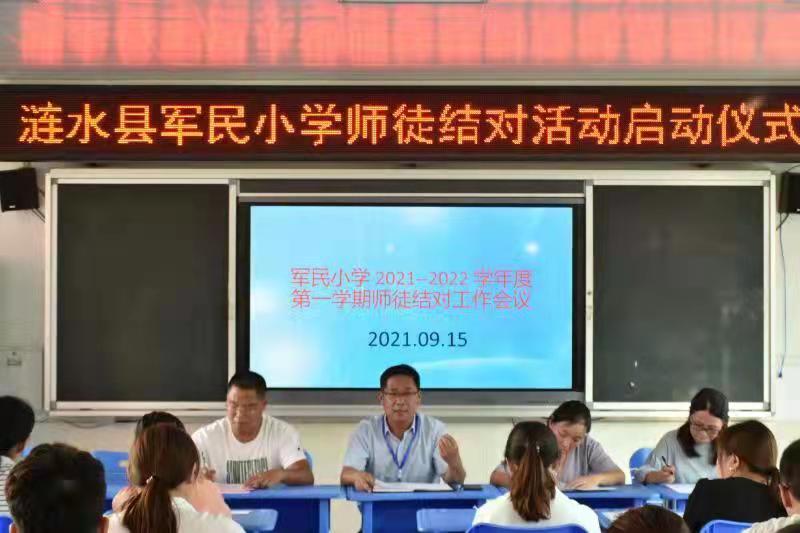 涟水县军民小学师徒结对活动启动仪式
军民小学 2021--2022 学年度
第一学期师徒结对工作会议
2021.09.15